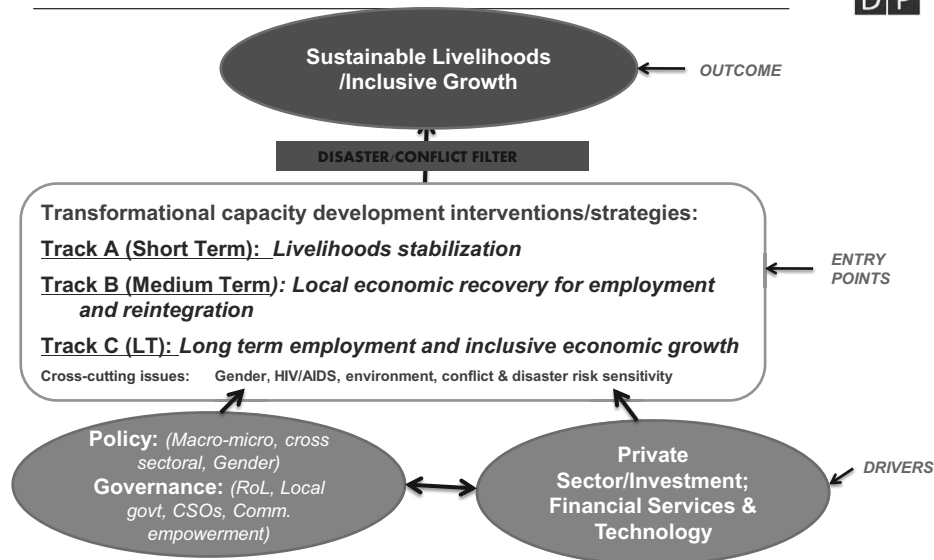 D P
Sustainable Livelihoods
/Inclusive Growth
OUTCOME
DISASTER/CONFLICT FILTER
Transformational capacity development interventions/strategies:
Track A (Short Term): Livelihoods stabilization
Track B (Medium Term): Local economic recovery for employment
and reintegration
Track C (LT): Long term employment and inclusive economic growth
Cross-cutting issues: Gender, HIV/AIDS, environment, conflict & disaster risk sensitivity
ENTRY
POINTS
Policy: (Macro-micro, cross
sectoral, Gender)
Governance: (RoL, Local
govt, CSOs, Comm.
empowerment)
Private
Sector/Investment;
Financial Services &
Technology
DRIVERS